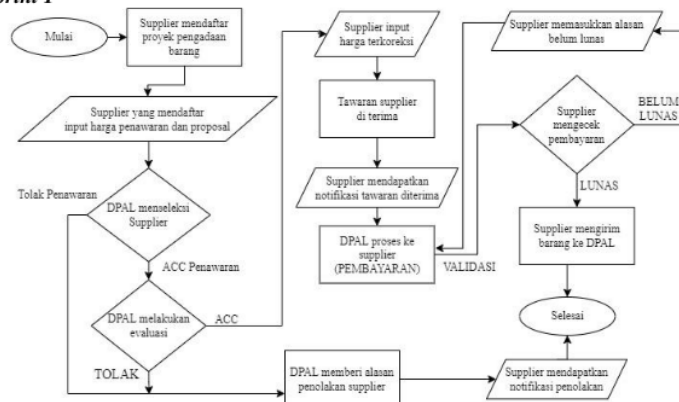 Mulai
Supplier mendaftar
proyek pengadaan
barang
Supplier yang mendaftar
input harga penawaran dan proposal
Tolak Penawaran
DPAL menseleksi
Supplier
ACC Penawaran
DPAL melakukan
evaluasi
ACC
TOLAK
Supplier input
harga terkoreksi
Tawaran supplier
di terima
Supplier mendapatkan
notifikasi tawaran diterima
DPAL proses ke
supplier
(PEMBAYARAN)
VALIDASI
Supplier memasukkan alasan
belum lunas
Supplier
mengecek
pembayaran
BELUM
LUNAS
LUNAS
Supplier mengirim
barang ke DPAL
Selesai
DPAL memberi alasan
penolakan supplier
Supplier mendapatkan
notifikasi penolakan